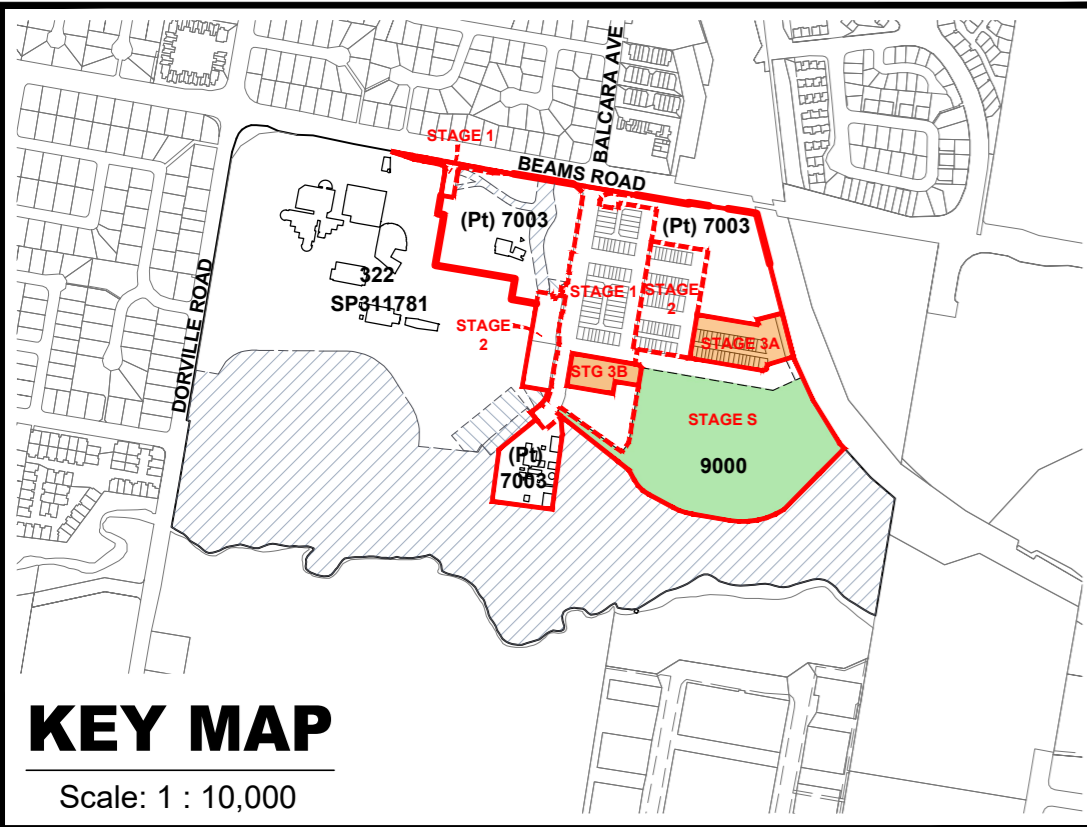 STAGE 1
BEAMS ROAD
BALCARA AVE
(Pt) 7003
(Pt) 7003
DORVILLE ROAD
322
SP311781
STAGE 1
STAGE
2
STAGE
2
STAGE 3A
STG 3B
STAGE S
9000
(Pt)
7003
KEY MAP
Scale: 1 : 10,000